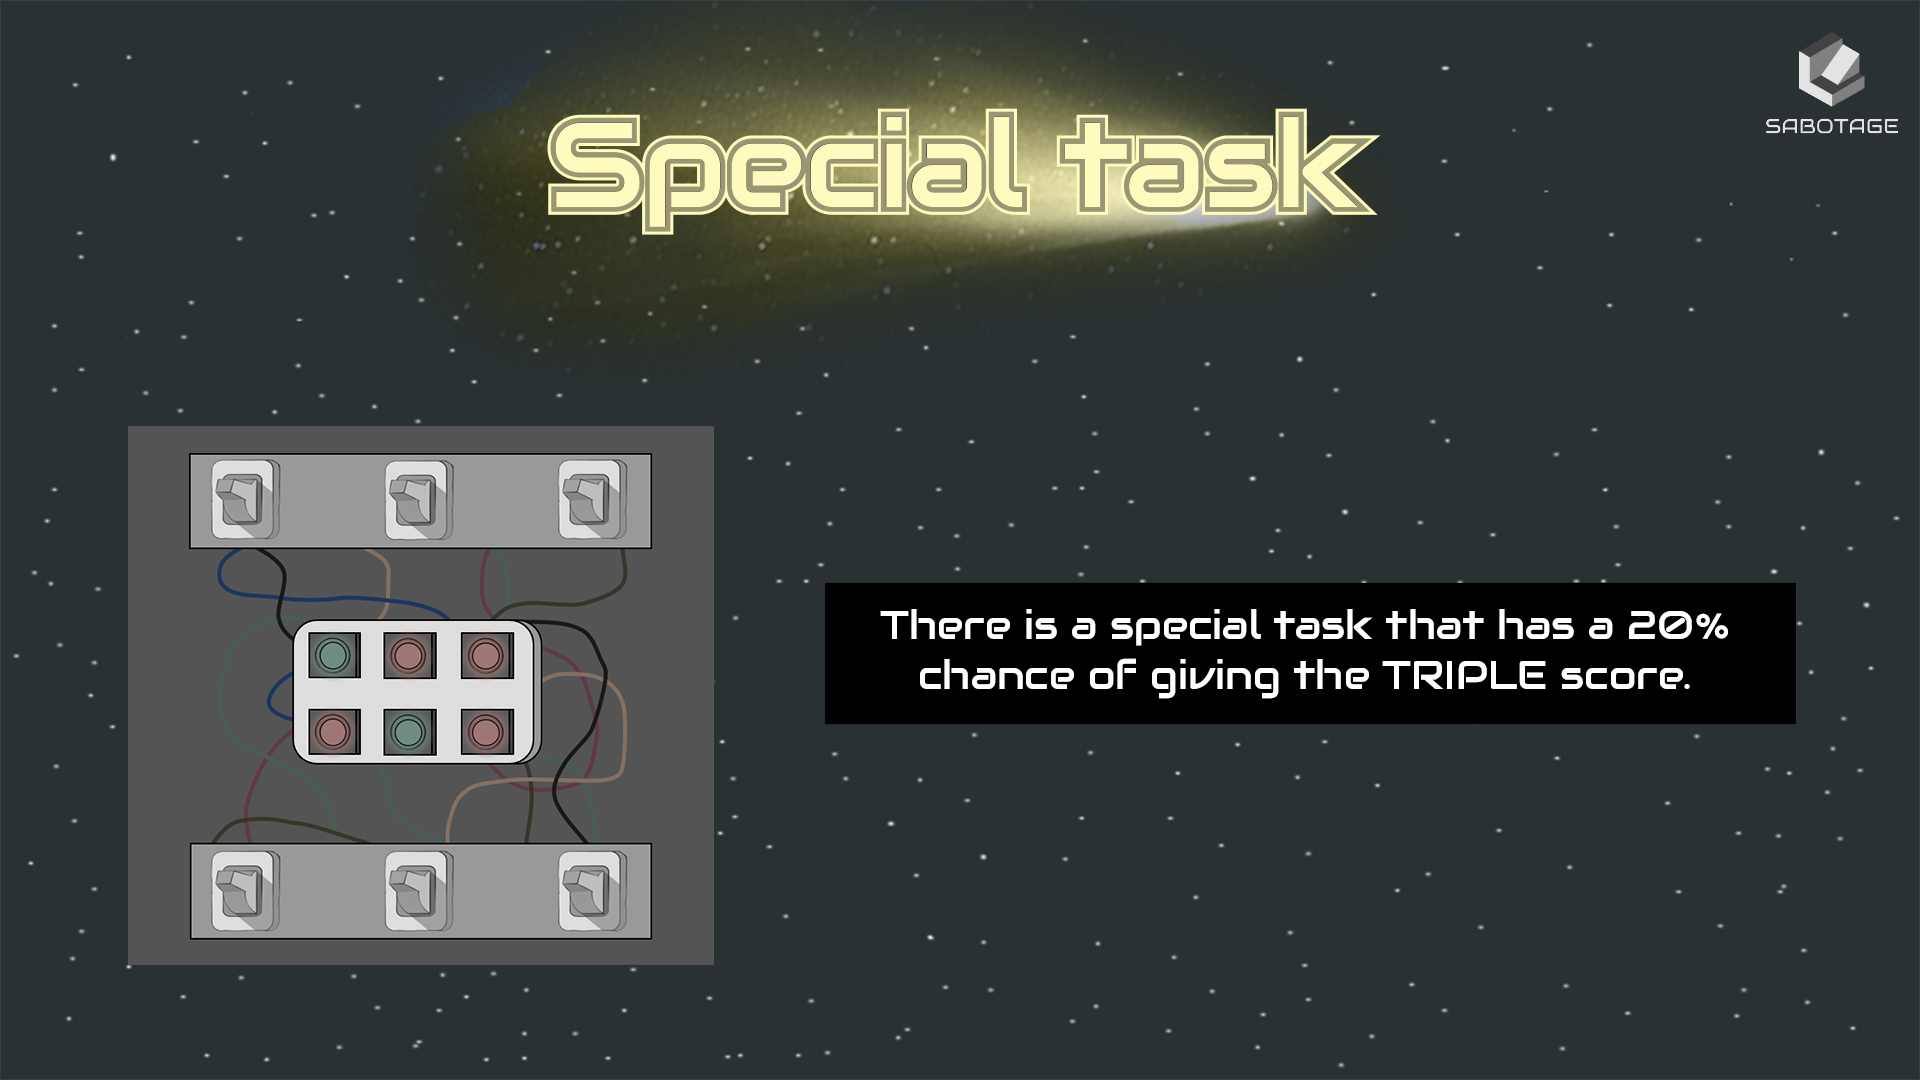 Special task
SABOTAGE
There is a special task that has a 20%
chance of giving the TRIPLE score.